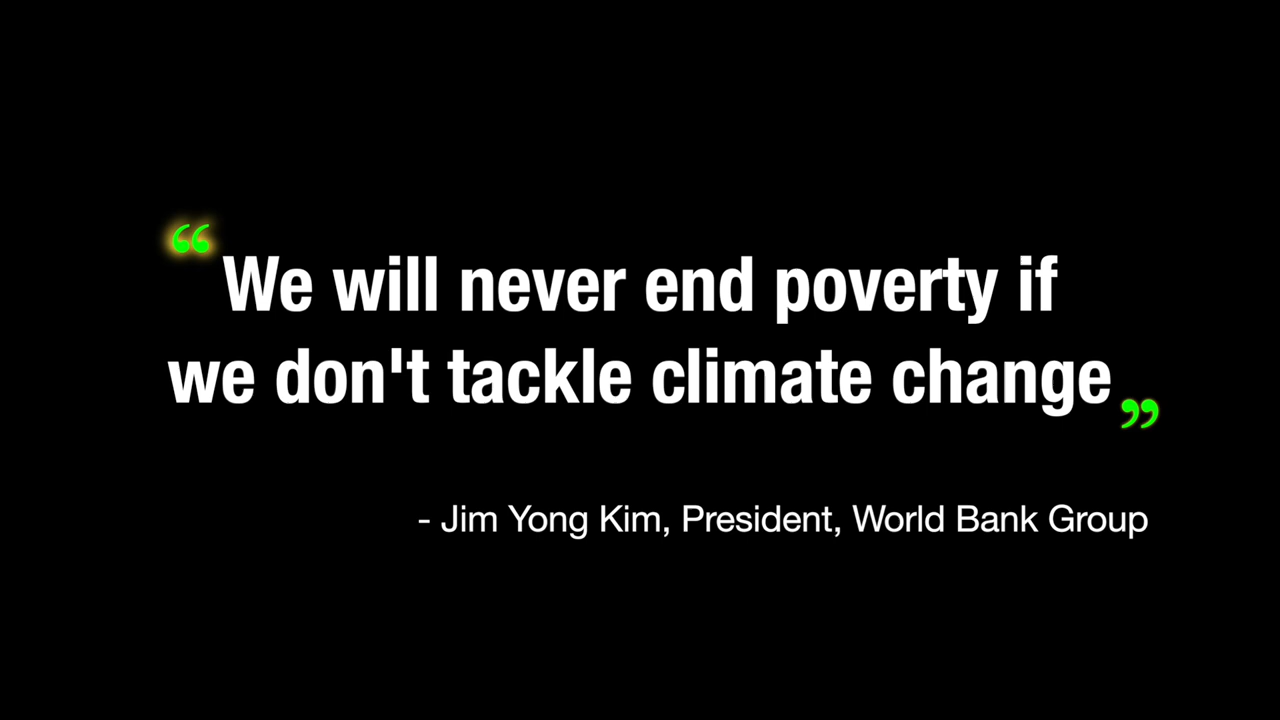 “We will never end poverty if
we don't tackle climate change”
- Jim Yong Kim, President, World Bank Group